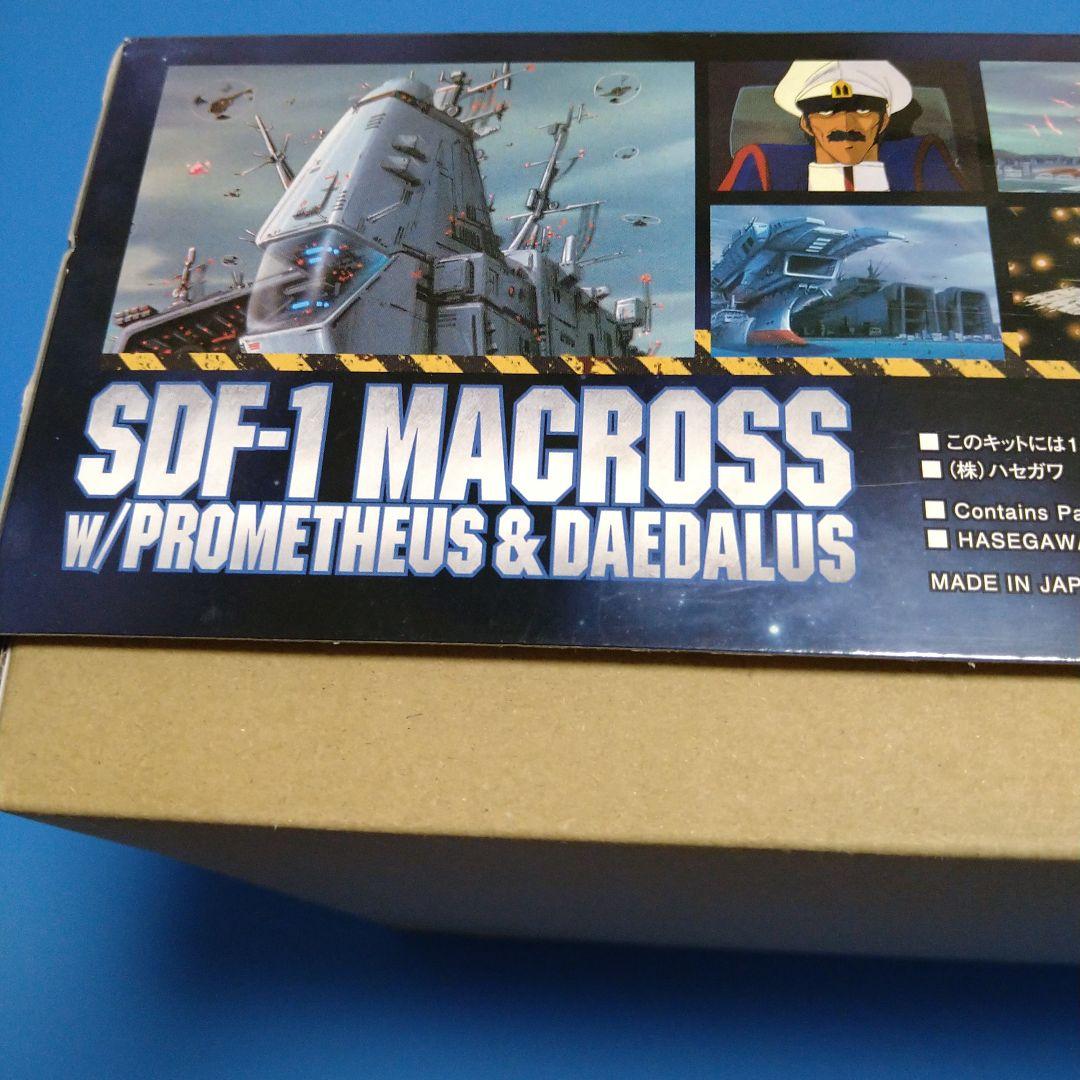 SDF-1 MACROSS
W/PROMETHEUS & DAEDALUS
■ このキットには1
■ (株)ハセガワ
■ Contains Pa
■ HASEGAWA
MADE IN JAP